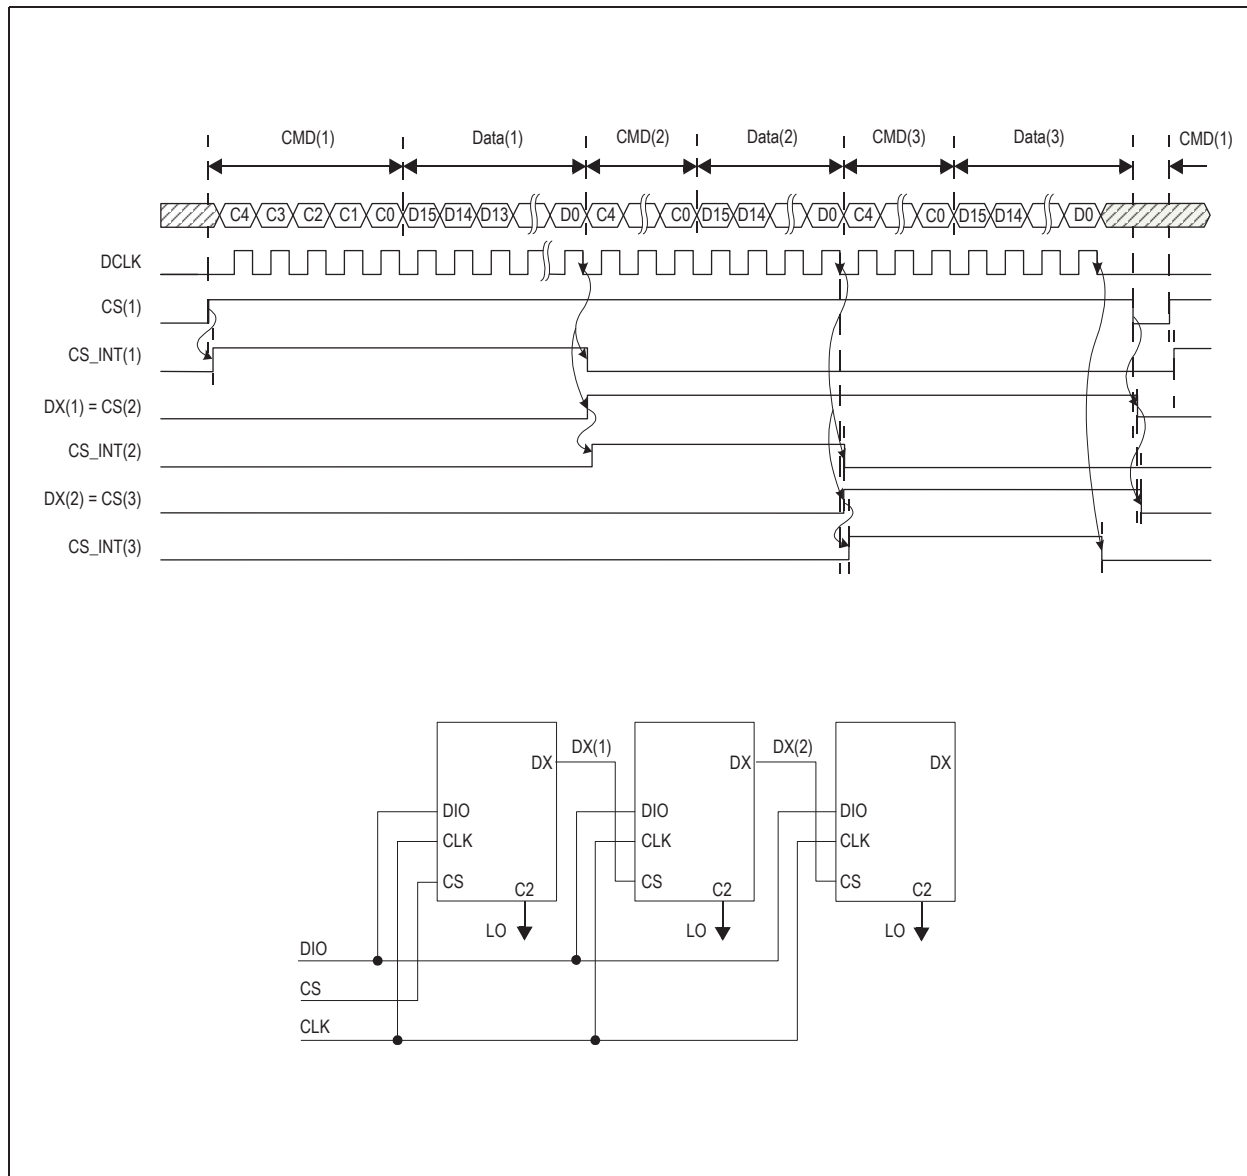 CMD(1) Data(1) CMD(2) Data(2) CMD(3) Data(3) CMD(1)
C4 C3 C2 C1 C0 D15 D14 D13 D0 C4 C0 D15 D14 D0 C4 C0 D15 D14 D0
DCLK
CS(1)
CS_INT(1)
DX(1) = CS(2)
CS_INT(2)
DX(2) = CS(3)
CS_INT(3)
DX DX(1) DX DX(2) DX
DIO DIO DIO
CLK CLK CLK
CS CS CS
C2 C2 C2
LO LO LO
DIO
CS
CLK